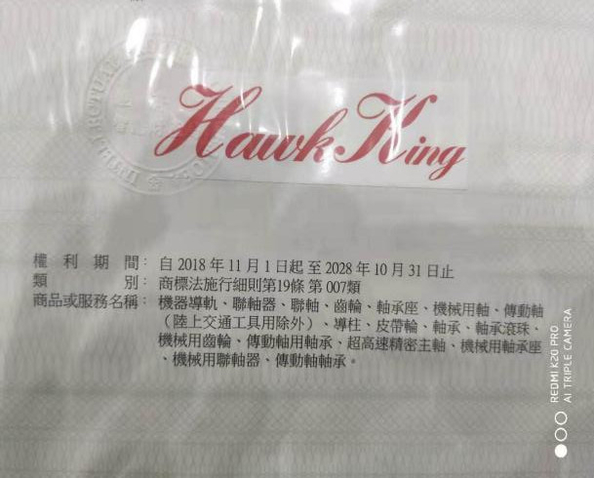 Hawk King
權利期間：自 2018 年 11 月 1 日起 至 2028 年 10 月 31 日止
類別：商標法施行細則第19條 第 007類
商品或服務名稱：機器導軌、聯軸器、聯軸、齒輪、軸承座、機械用軸、傳動軸
（陸上交通工具用除外）、導柱、皮帶輪、軸承、軸承滾珠、
機械用齒輪、傳動軸用軸承、超高速精密主軸、機械用軸承座
、機械用聯軸器、傳動軸軸承。
REDMI K20 PRO
AI TRIPLE CAMERA